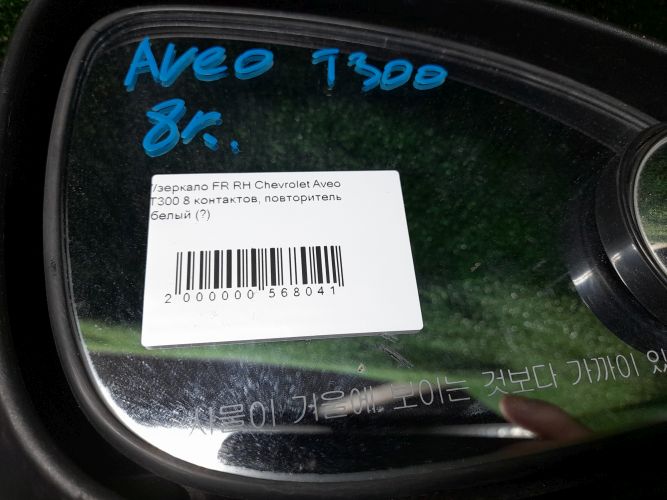 Aveo T300
8к.
/зеркало FR RH Chevrolet Aveo
T300 8 контактов, повторитель
белый (?)
2 000000 568041
사물이 거울에 보이는 것보다 가까이 있